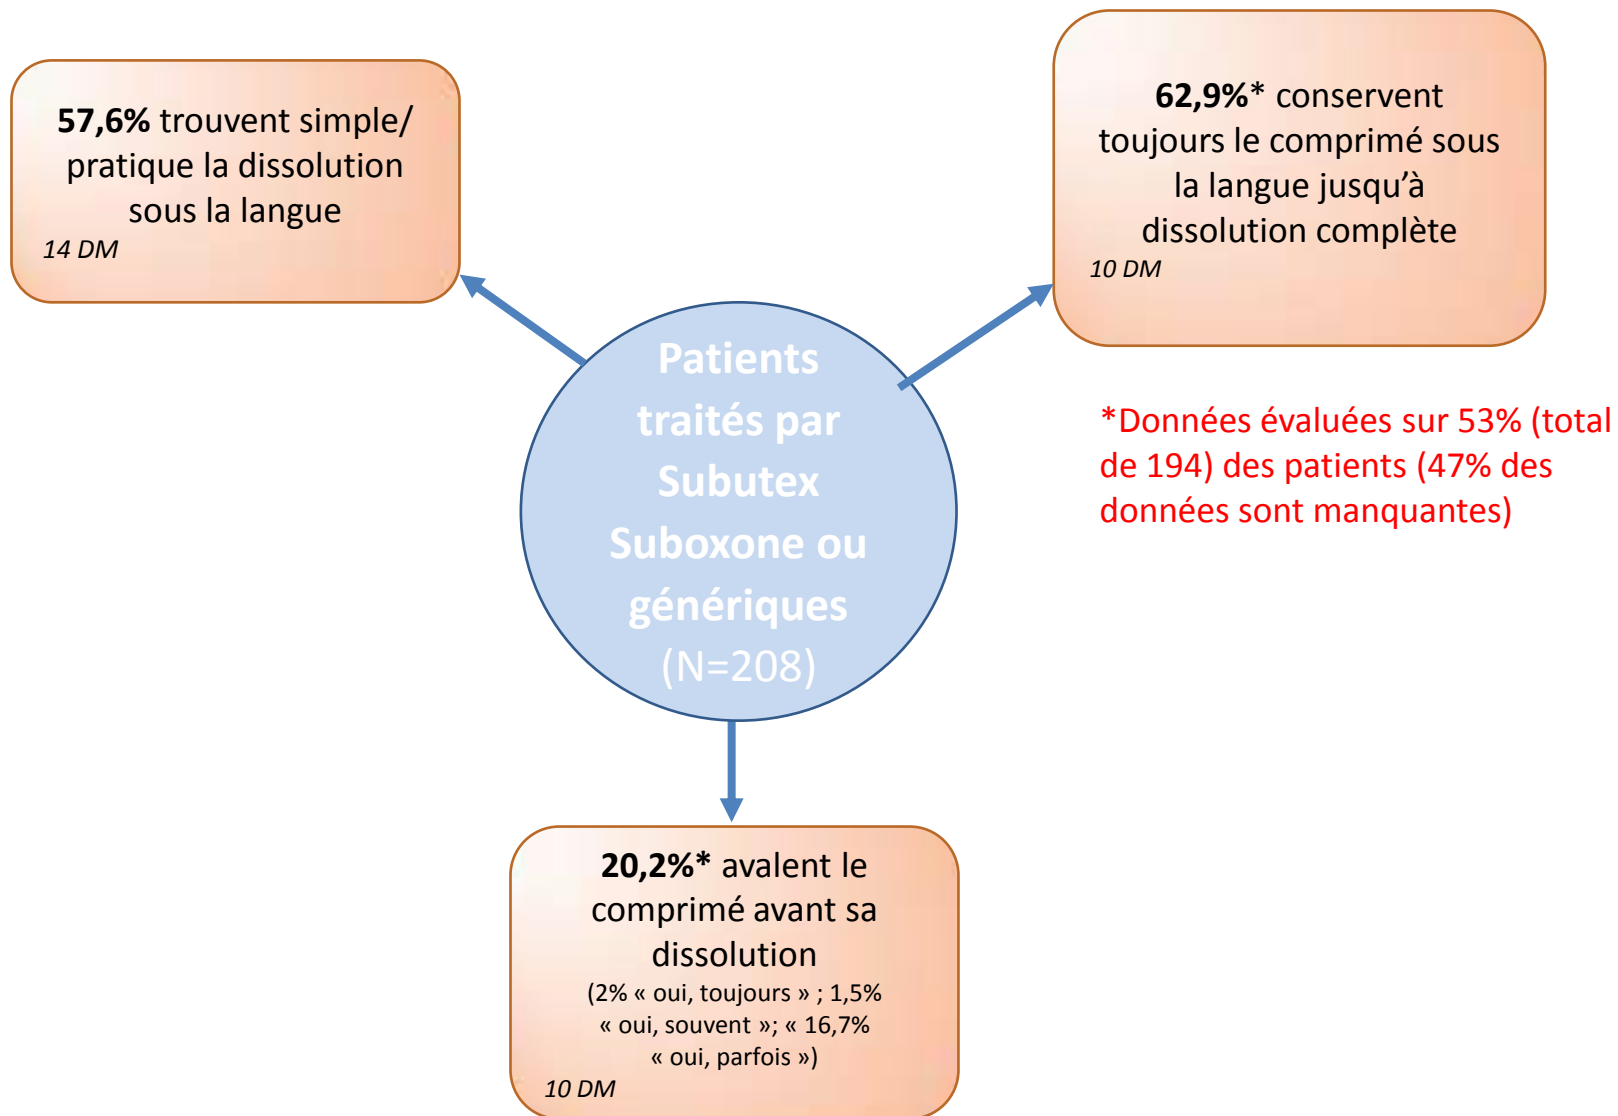 57,6% trouvent simple/
pratique la dissolution
sous la langue
14 DM
62,9%* conservent
toujours le comprimé sous
la langue jusqu’à
dissolution complète
10 DM
Patients
traités par
Subutex
Suboxone ou
génériques
(N=208)
*Données évaluées sur 53% (total
de 194) des patients (47% des
données sont manquantes)
20,2%* avalent le
comprimé avant sa
dissolution
(2% « oui, toujours » ; 1,5%
« oui, souvent »; « 16,7%
« oui, parfois »)
10 DM